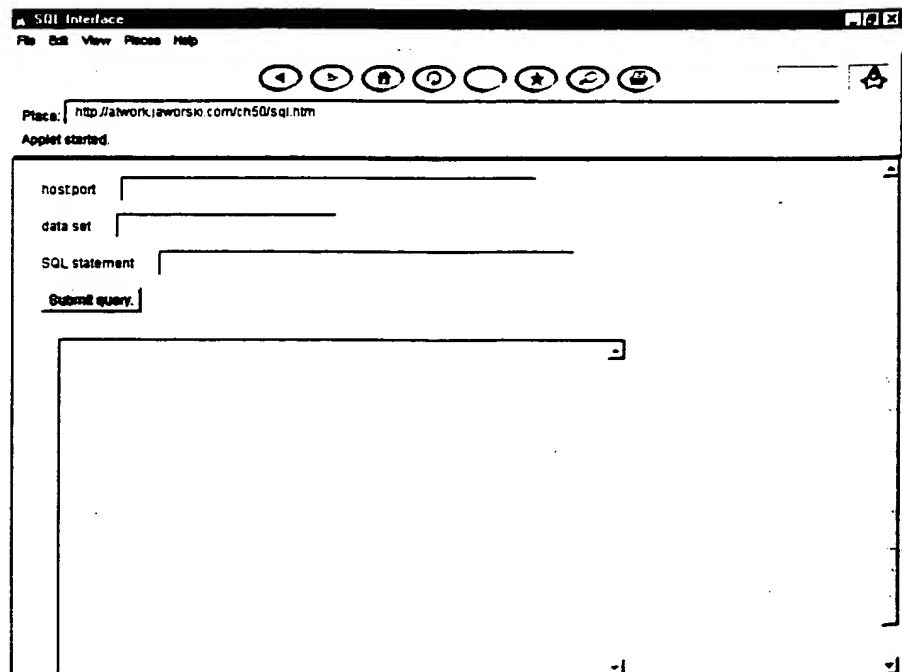 SQL Interface
File Edit View Places Help
Place: http://atwork.jaworski.com/ch50/sql.htm
Applet started.
host:port
data set
SQL statement
Submit query.